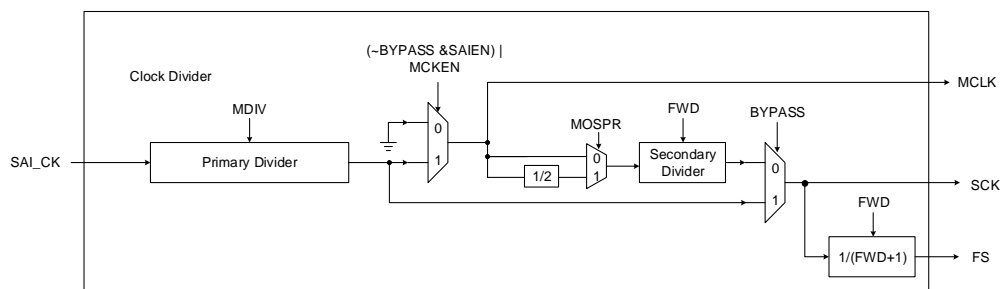 (~BYPASS &SAIEN) |
MCKEN
Clock Divider
MCLK
MDIV
MOSPR
FWD
BYPASS
0
1
SAI_CK
Primary Divider
0
1
1/2
Secondary
Divider
0
1
SCK
FWD
1/(FWD+1)
FS